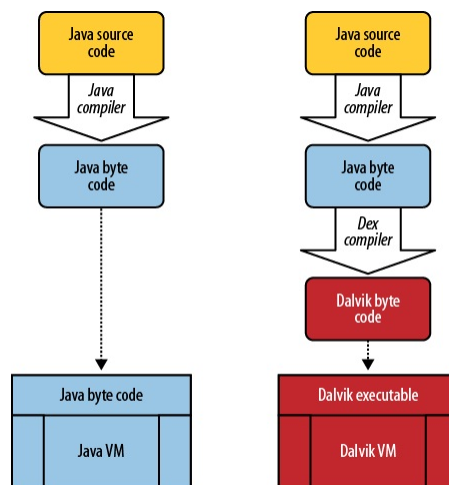 Java source
code
Java
compiler
Java byte
code
Java byte code
Java VM
Java source
code
Java
compiler
Java byte
code
Dex
compiler
Dalvik byte
code
Dalvik executable
Dalvik VM